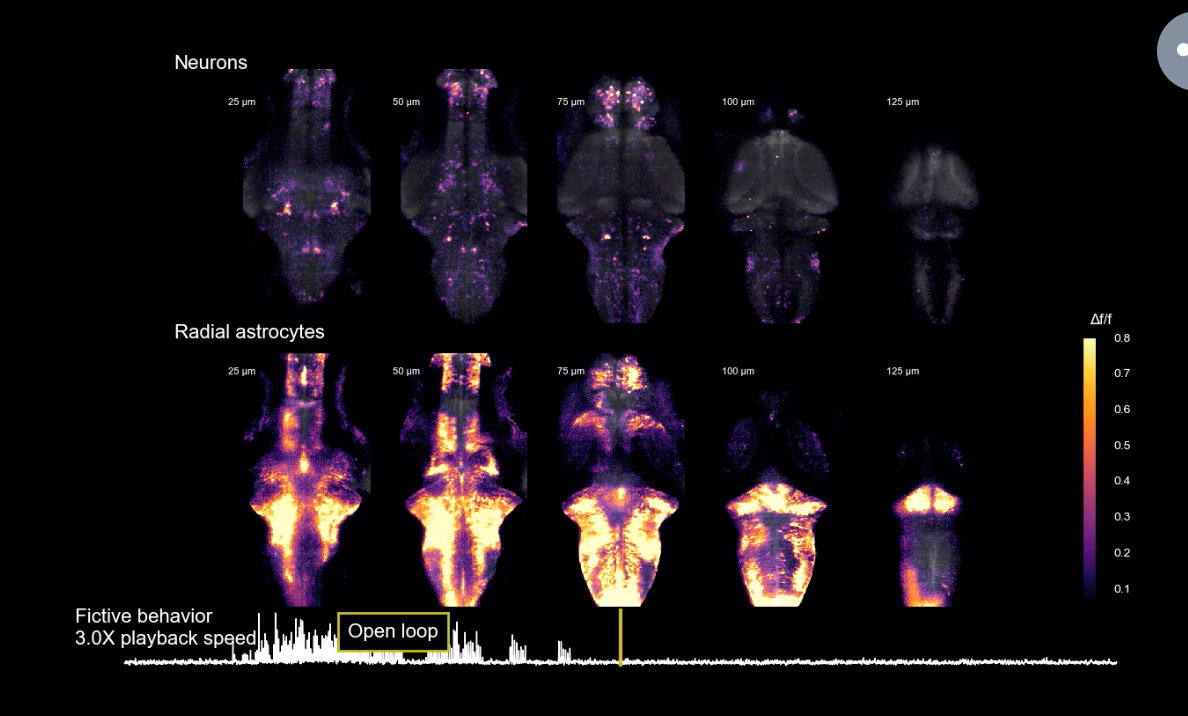 Neurons
25 µm
50 µm
75 µm
100 µm
125 µm
Radial astrocytes
25 µm
50 µm
75 µm
100 µm
125 µm
Δf/f
0.8
0.7
0.6
0.5
0.4
0.3
0.2
0.1
Fictive behavior
3.0X playback speed
Open loop